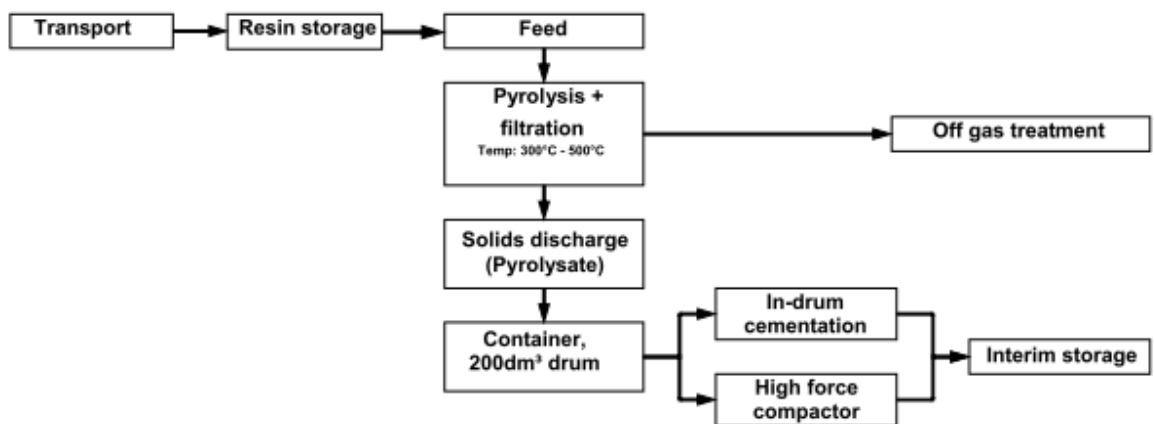 Transport
Resin storage
Feed
Pyrolysis +
filtration
Temp: 300°C - 500°C
Off gas treatment
Solids discharge
(Pyrolysate)
Container,
200dm³ drum
In-drum
cementation
High force
compactor
Interim storage